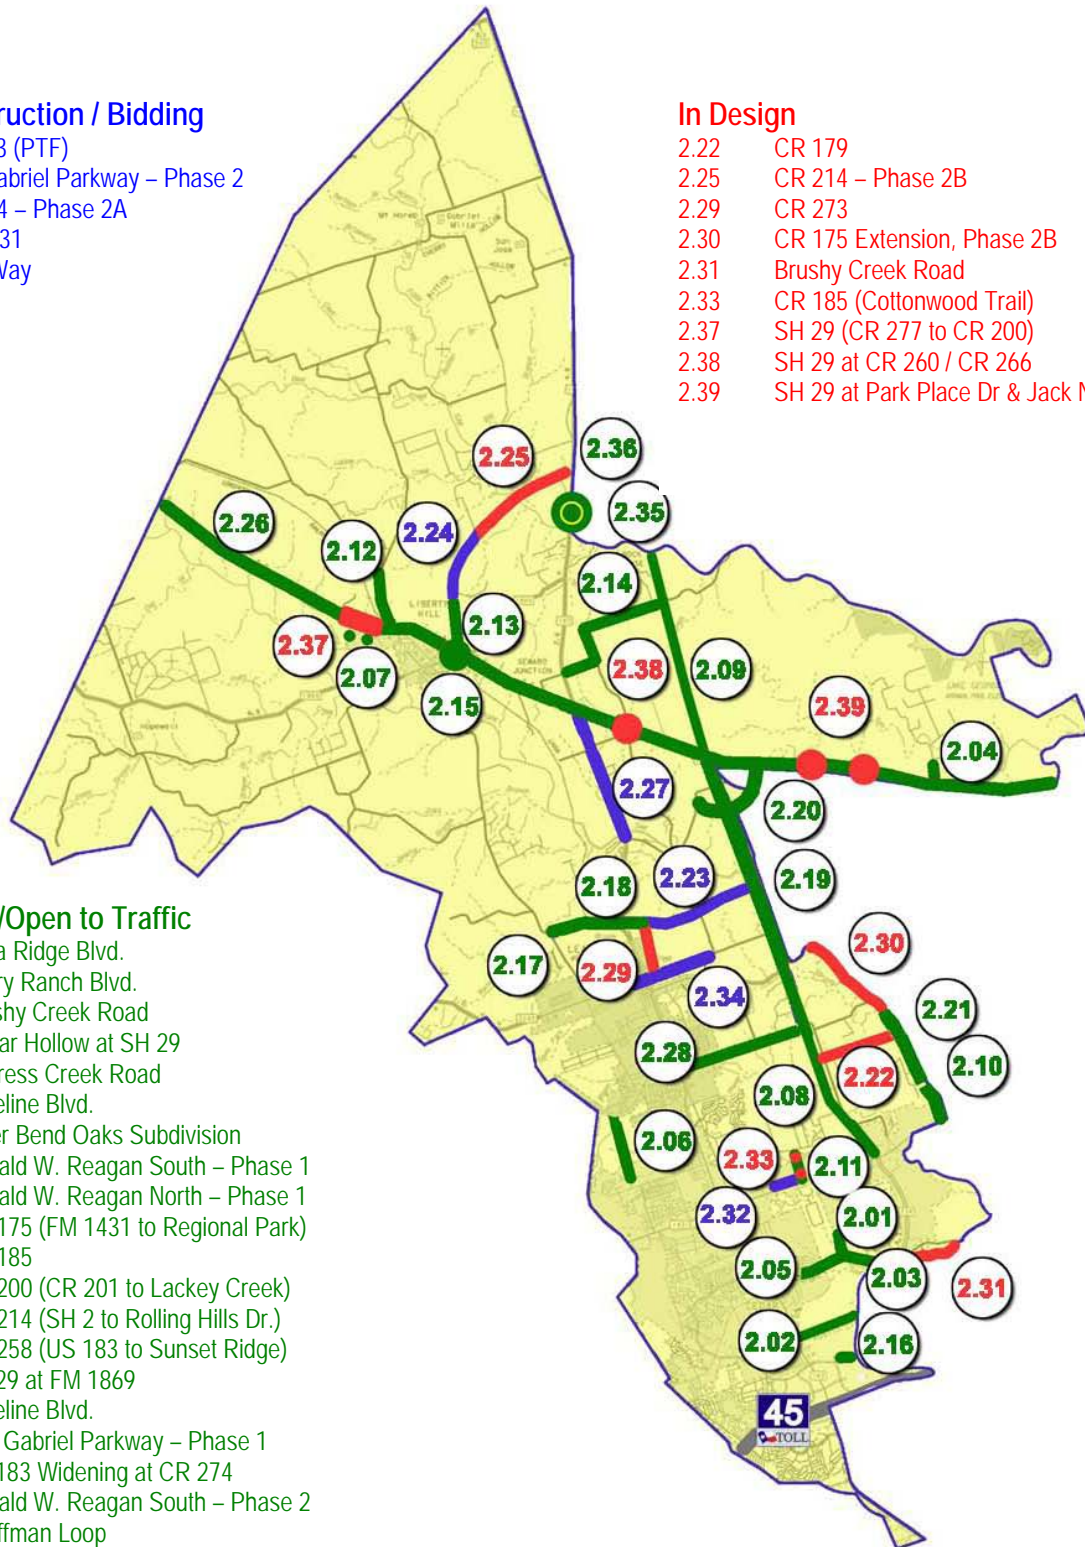 ruction / Bidding
3 (PTF)
abriel Parkway – Phase 2
4 – Phase 2A
31
Way
In Design
2.22 CR 179
2.25 CR 214 – Phase 2B
2.29 CR 273
2.30 CR 175 Extension, Phase 2B
2.31 Brushy Creek Road
2.33 CR 185 (Cottonwood Trail)
2.37 SH 29 (CR 277 to CR 200)
2.38 SH 29 at CR 260 / CR 266
2.39 SH 29 at Park Place Dr & Jack N
2.25
2.36
2.35
2.26
2.24
2.12
2.14
LIBERTY HILL
2.13
2.37
2.07
2.15
SEWARD JUNCTION
2.38
2.09
2.39
2.04
2.27
2.20
2.18
2.23
2.19
2.17
2.29
2.34
2.30
2.21
2.28
2.10
2.22
2.08
2.06
2.33
2.11
2.32
2.01
2.05
2.03
2.31
2.02
2.16
45
TOLL
/Open to Traffic
a Ridge Blvd.
ry Ranch Blvd.
shy Creek Road
ar Hollow at SH 29
ress Creek Road
eline Blvd.
er Bend Oaks Subdivision
ald W. Reagan South – Phase 1
ald W. Reagan North – Phase 1
175 (FM 1431 to Regional Park)
185
200 (CR 201 to Lackey Creek)
214 (SH 2 to Rolling Hills Dr.)
258 (US 183 to Sunset Ridge)
29 at FM 1869
eline Blvd.
Gabriel Parkway – Phase 1
183 Widening at CR 274
ald W. Reagan South – Phase 2
ffman Loop